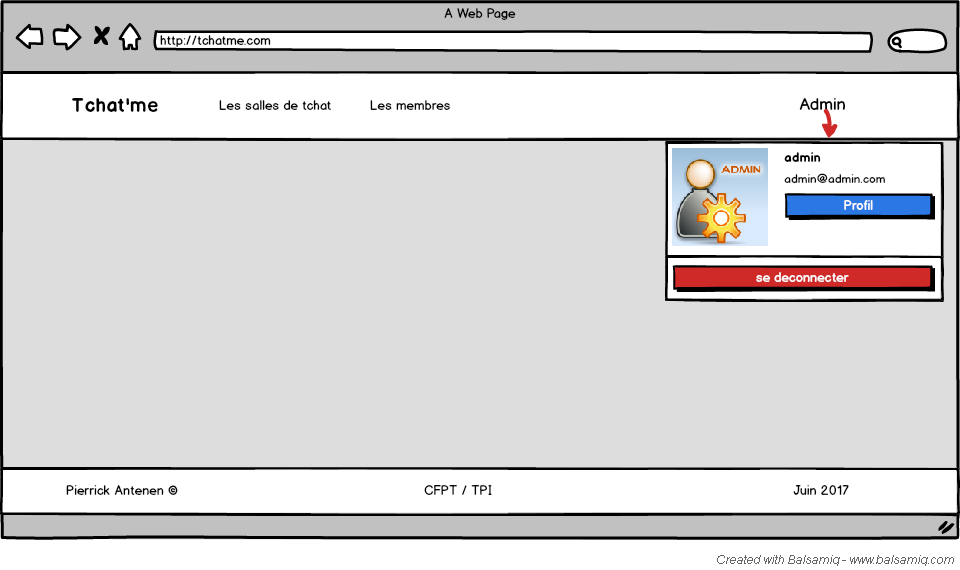 A Web Page
http://tchatme.com
Tchat'me
Les salles de tchat
Les membres
Admin
ADMIN
admin
admin@admin.com
Profil
se deconnecter
Pierrick Antenen ©
CFPT / TPI
Juin 2017
Created with Balsamiq - www.balsamiq.com